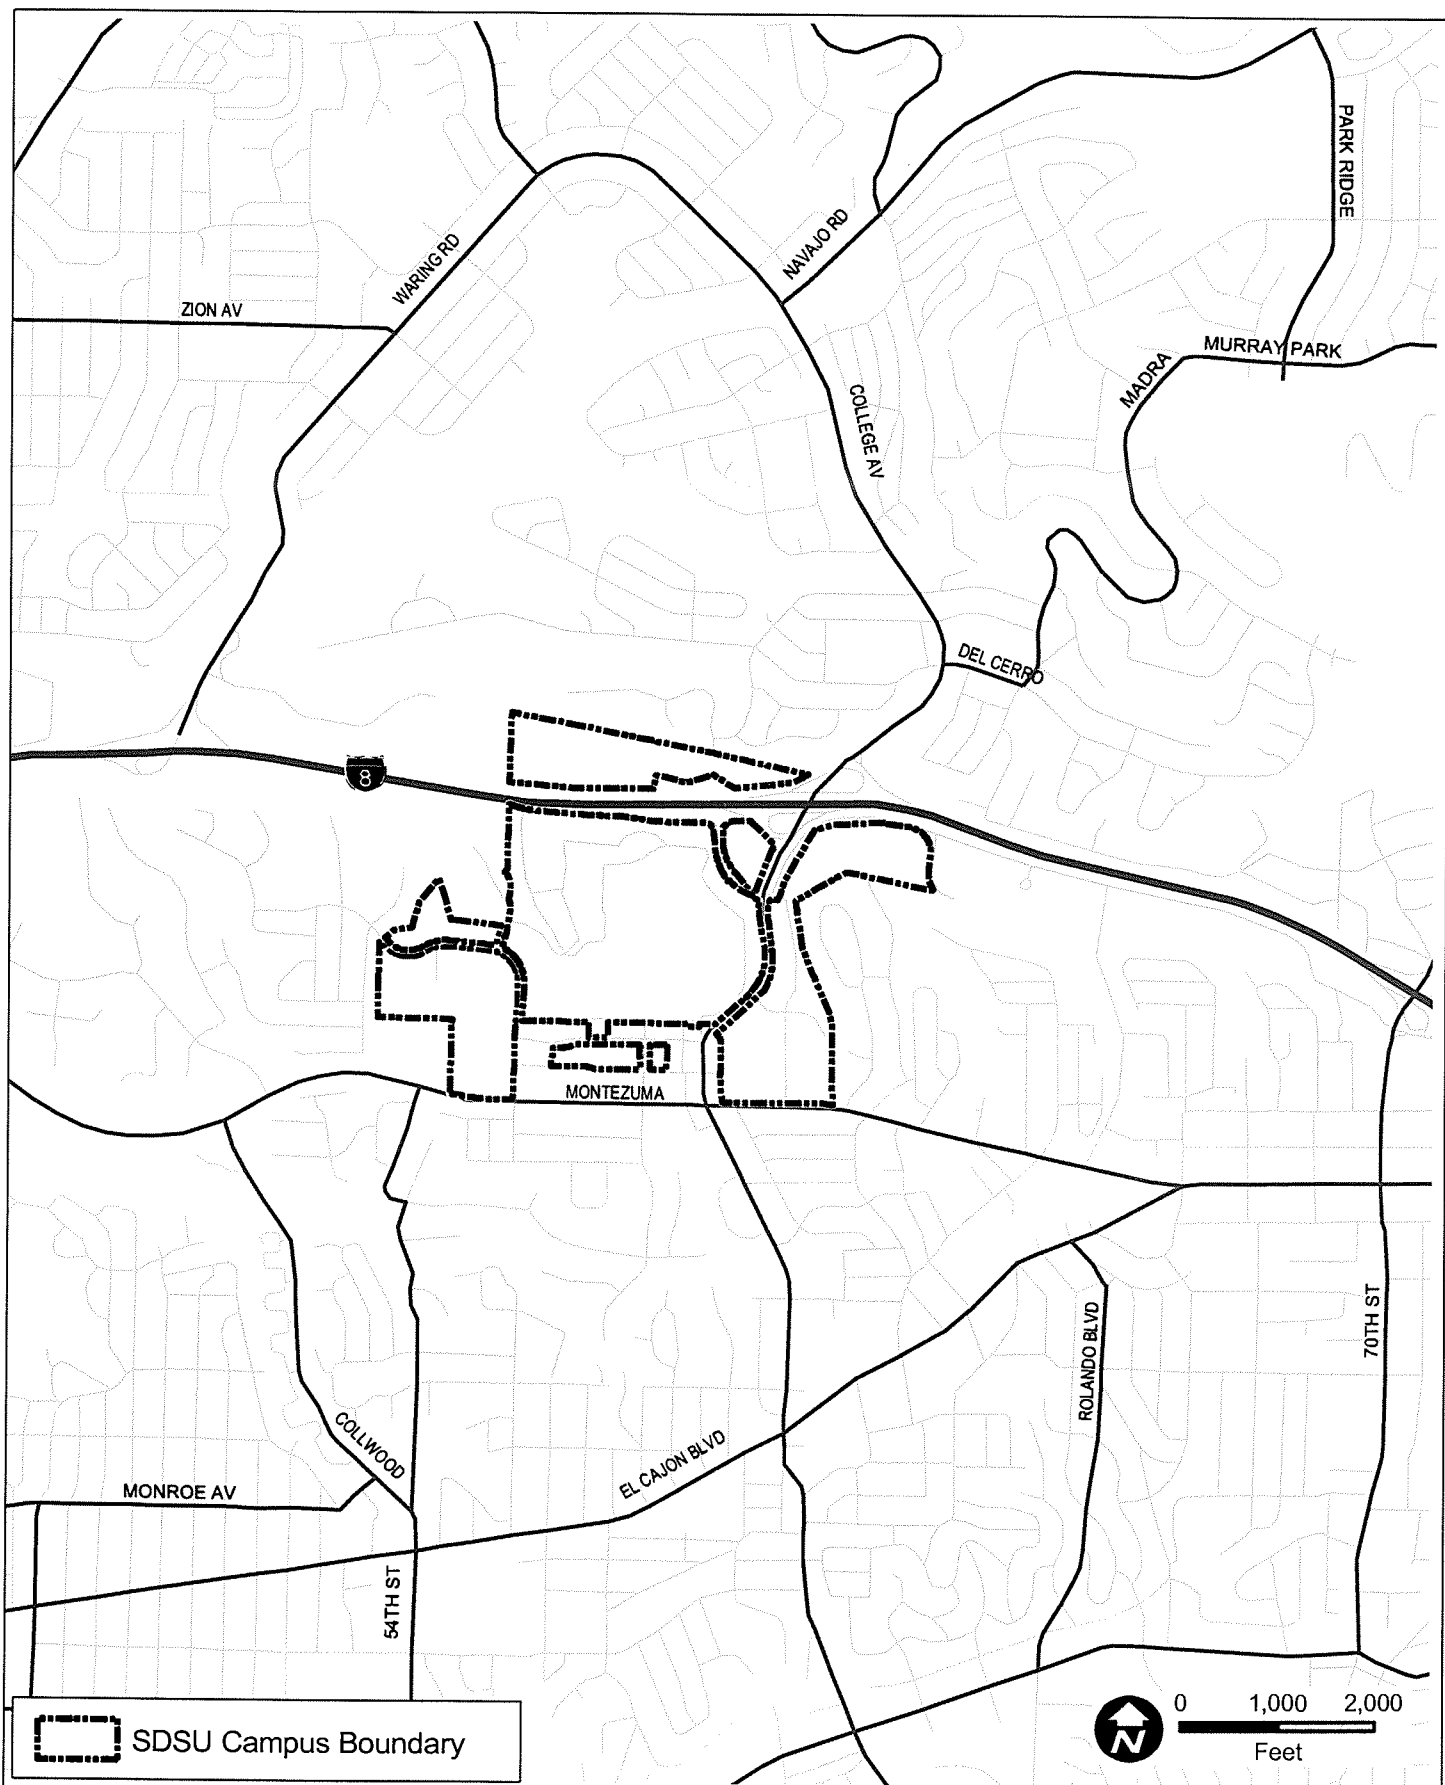 PARK RIDGE
NAVAJO RD
WARING RD
ZION AV
MURRAY PARK
MADRA
COLLEGE AV
DEL CERRO
8
MONTEZUMA
70TH ST
ROLANDO BLVD
COLLWOOD
EL CAJON BLVD
MONROE AV
54TH ST
SDSU Campus Boundary
N
0 1,000 2,000
Feet